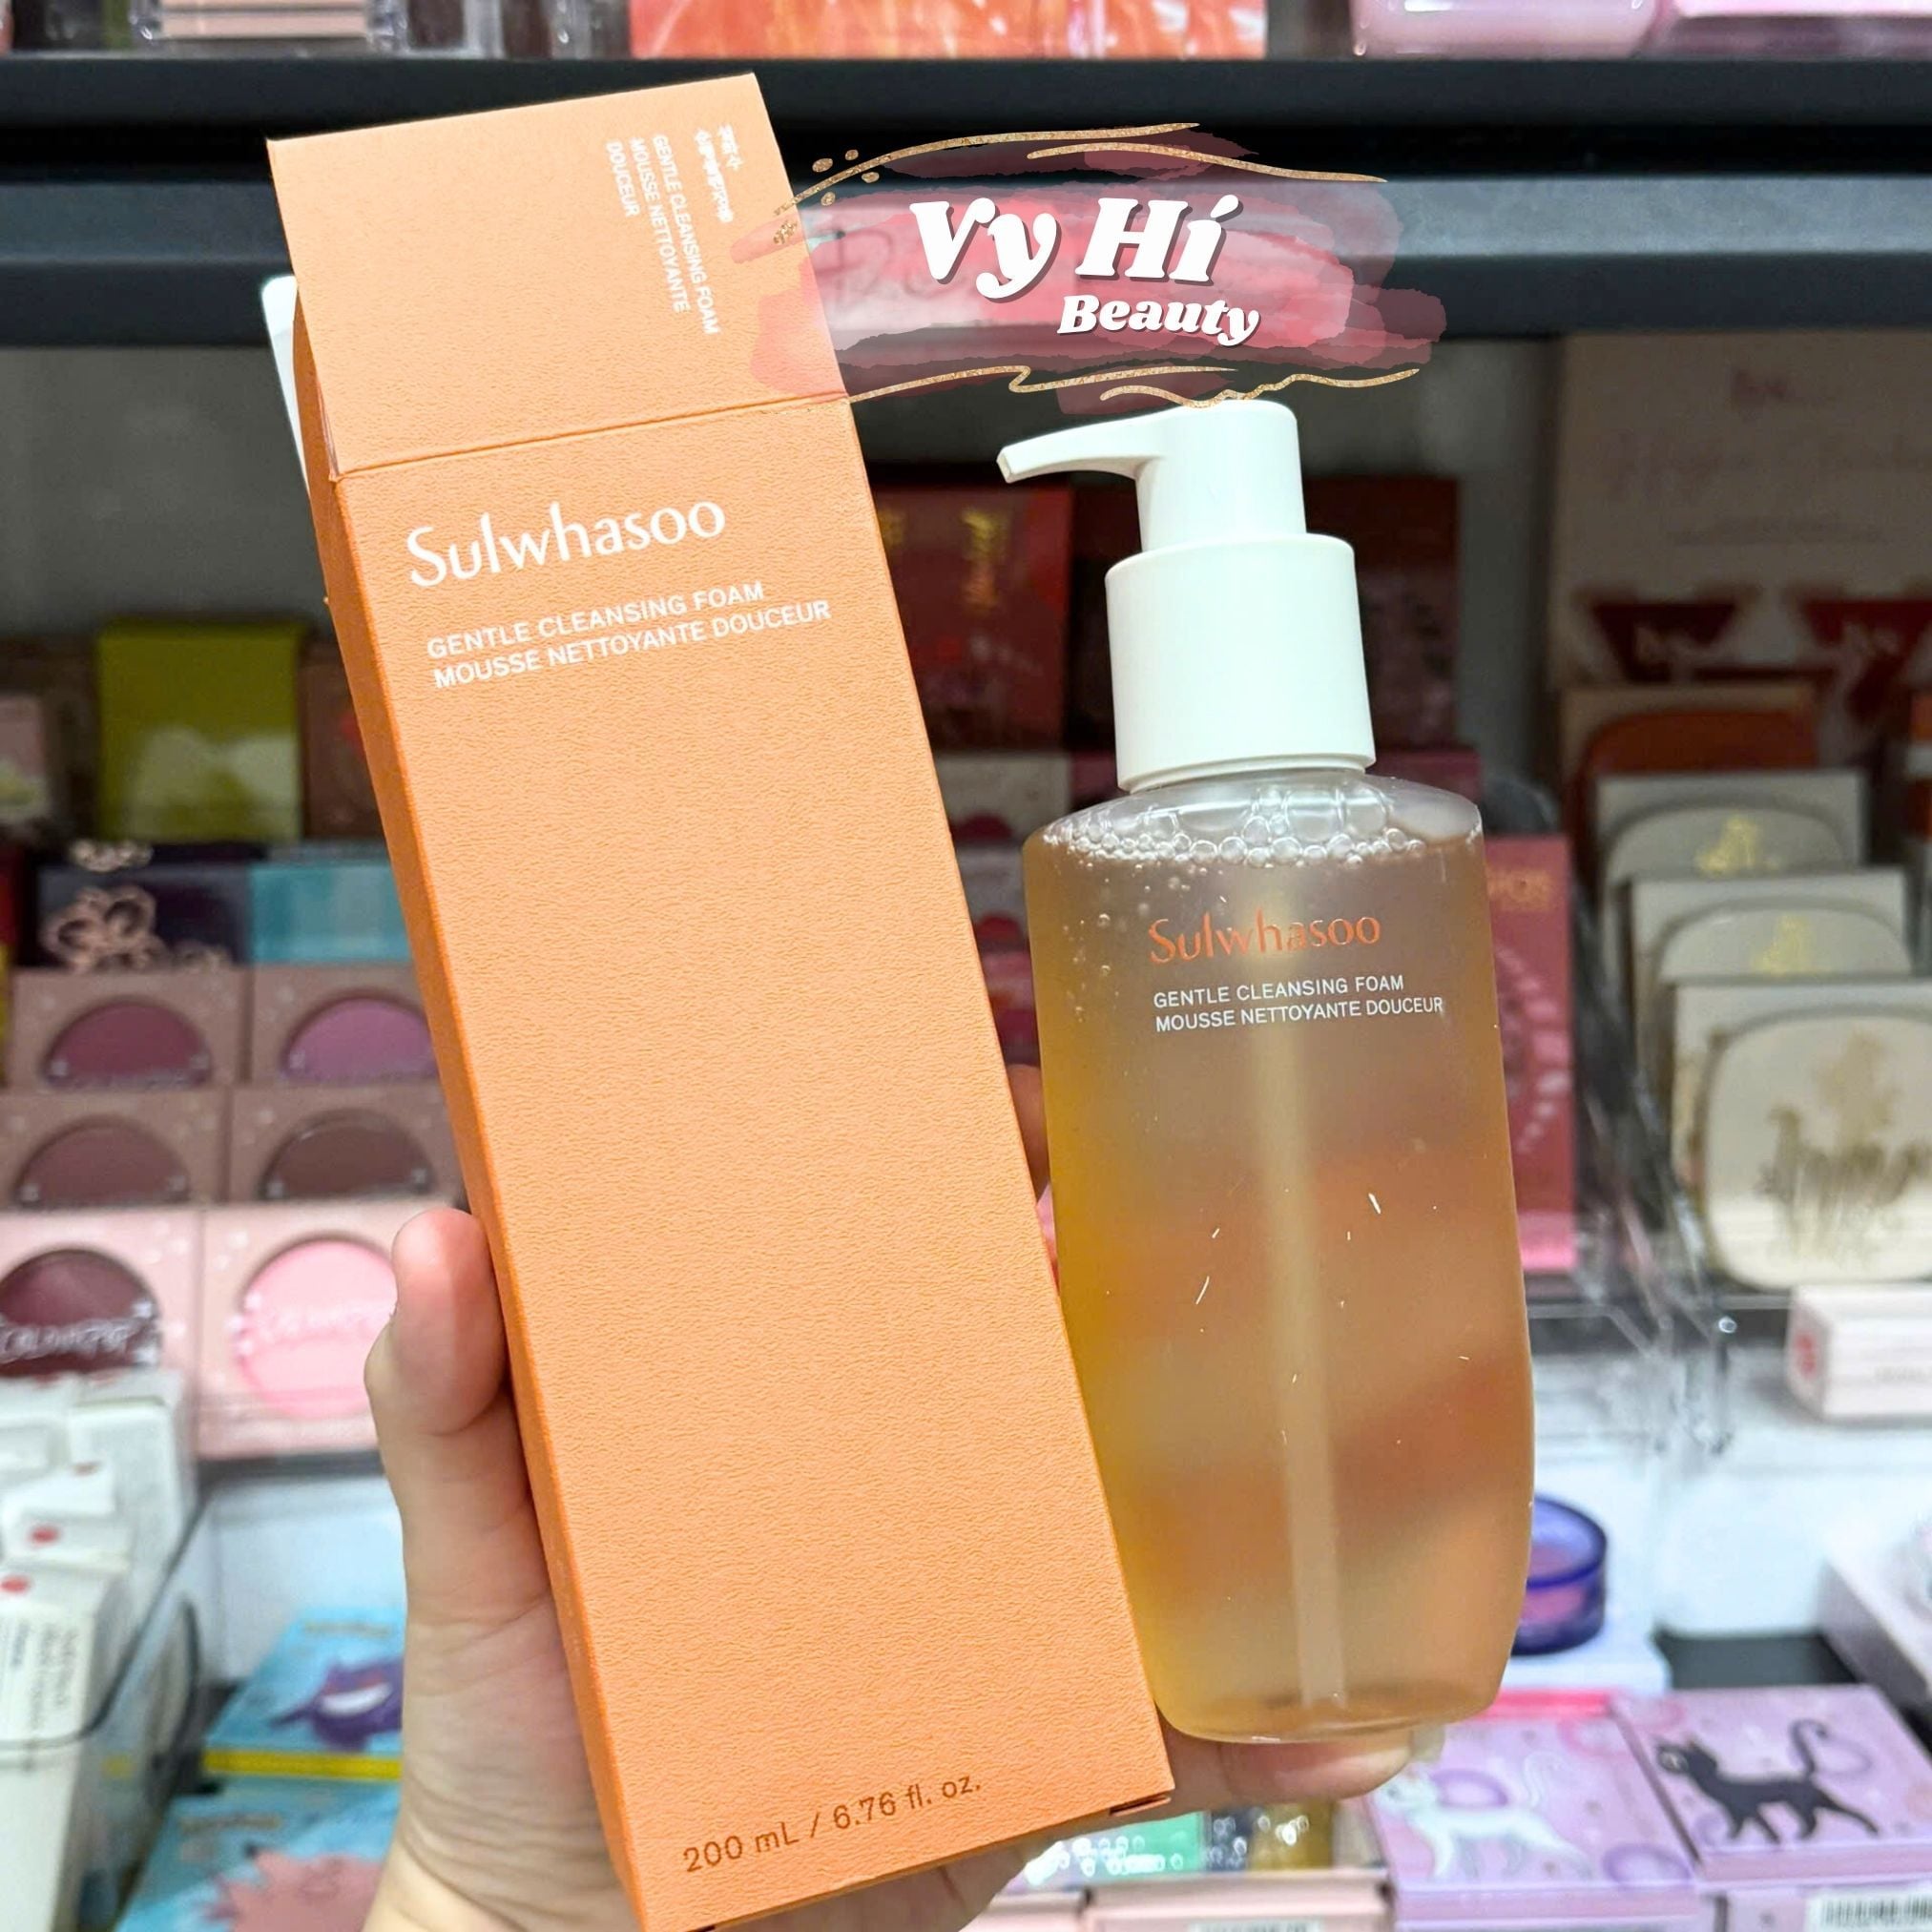 GENTLE CLEANSING FOAM
MOUSSE NETTOYANTE
DOUCEUR
Vy Hí
Beauty
Sulwhasoo
GENTLE CLEANSING FOAM
MOUSSE NETTOYANTE DOUCEUR
200 mL / 6.76 fl. oz.
Sulwhasoo
GENTLE CLEANSING FOAM
MOUSSE NETTOYANTE DOUCEUR